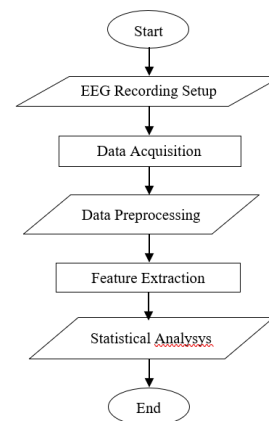 Start
EEG Recording Setup
Data Acquisition
Data Preprocessing
Feature Extraction
Statistical Analysys
End